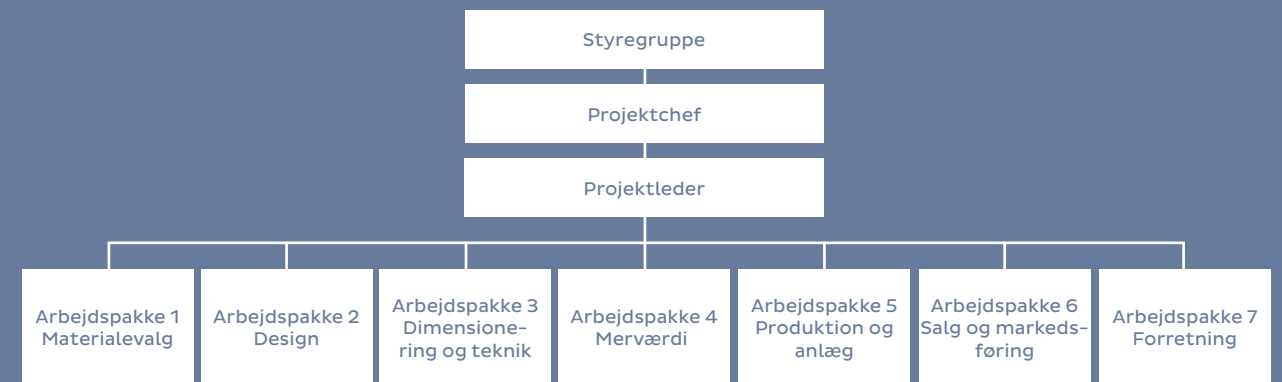 Styregruppe
Projektchef
Projektleder
Arbejdspakke 1
Materialevalg
Arbejdspakke 2
Design
Arbejdspakke 3
Dimensione-
ring og teknik
Arbejdspakke 4
Merværdi
Arbejdspakke 5
Produktion og
anlæg
Arbejdspakke 6
Salg og markeds-
føring
Arbejdspakke 7
Forretning